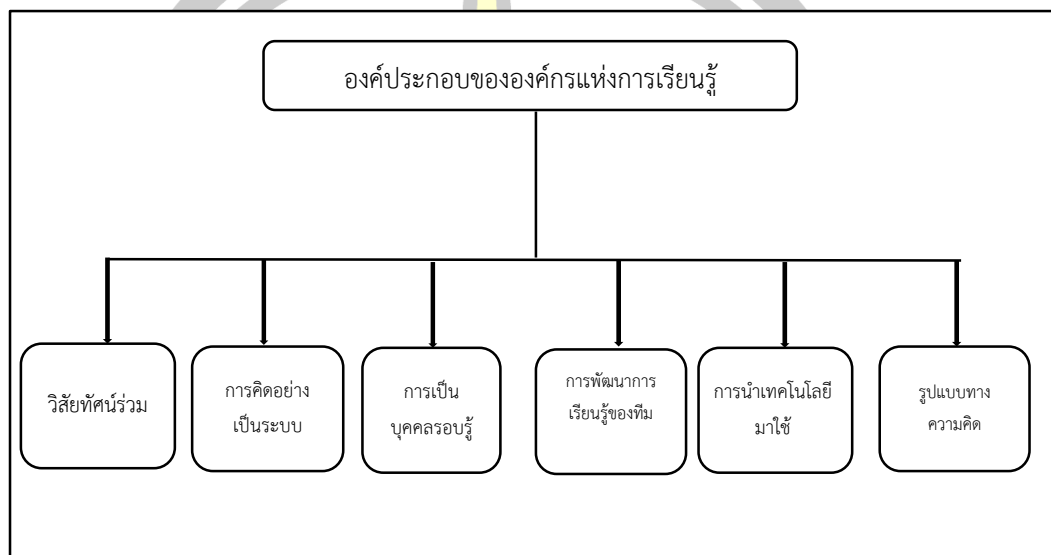 องค์ประกอบขององค์กรแห่งการเรียนรู้
วิสัยทัศน์ร่วม
การคิดอย่าง
เป็นระบบ
การเป็น
บุคคลรอบรู้
การพัฒนาการ
เรียนรู้ของทีม
การนำเทคโนโลยี
มาใช้
รูปแบบทาง
ความคิด